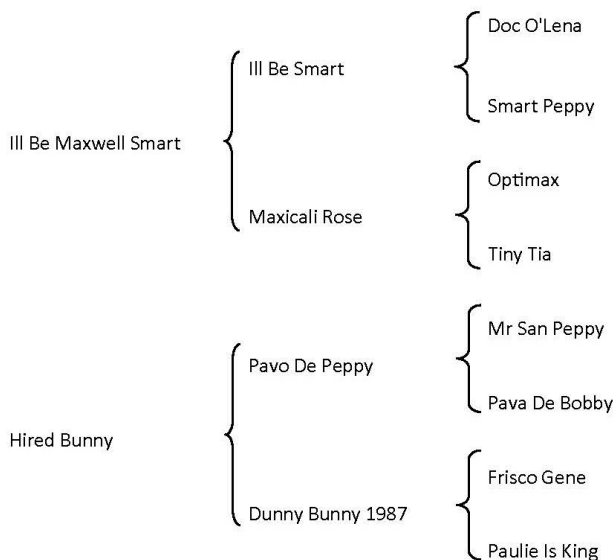 Doc O'Lena
Ill Be Smart
Smart Peppy
Ill Be Maxwell Smart
Optimax
Maxicali Rose
Tiny Tia
Mr San Peppy
Pavo De Peppy
Pava De Bobby
Hired Bunny
Frisco Gene
Dunny Bunny 1987
Paulie Is King